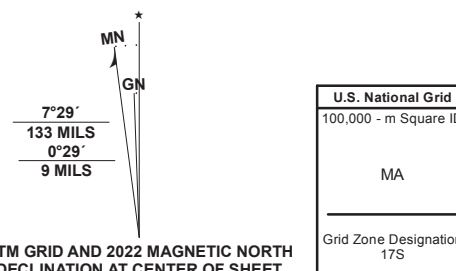 ★
MN
GN
7°29´
133 MILS
0°29´
9 MILS
TM GRID AND 2022 MAGNETIC NORTH
DECLINATION AT CENTER OF SHEET
U.S. National Grid
100,000 - m Square ID
MA
Grid Zone Designation
17S